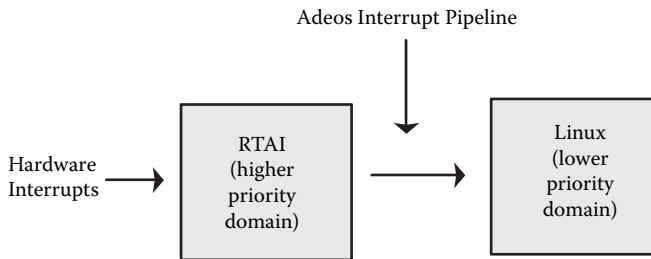 Adeos Interrupt Pipeline
Hardware
Interrupts
RTAI
(higher
priority
domain)
Linux
(lower
priority
domain)